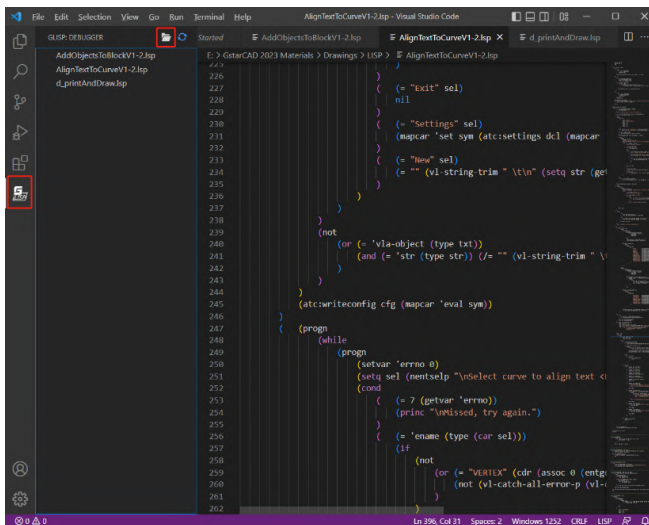 File Edit Selection View Go Run Terminal Help AlignTextToCurveV1-2.lsp - Visual Studio Code
GLISP: DEBUGGER
Started AddObjectsToBlockV1-2.lsp AlignTextToCurveV1-2.lsp d_printAndDraw.lsp
AddObjectsToBlockV1-2.lsp
AlignTextToCurveV1-2.lsp
d_printAndDraw.lsp
E: > GstarCAD 2023 Materials > Drawings > LISP > AlignTextToCurveV1-2.lsp
225 )
226 )
227 ( (= "Exit" sel)
228 nil
229 )
230 ( (= "Settings" sel)
231 (mapcar 'set sym (atc:settings dcl (mapcar
232 )
233 ( (= "New" sel)
234 (= "" (vl-string-trim " \t\n" (setq str (get
235 )
236 )
237 )
238 )
239 (not
240 (or (= 'vla-object (type txt))
241 (and (= 'str (type str)) (/= "" (vl-string-trim " \t
242 )
243 )
244 )
245 (atc:writeconfig cfg (mapcar 'eval sym))
246 )
247 ( (progn
248 (while
249 (progn
250 (setvar 'errno 0)
251 (setq sel (nentselp "\nSelect curve to align text <
252 (cond
253 ( (= 7 (getvar 'errno))
254 (princ "\nMissed, try again.")
255 )
256 ( (= 'ename (type (car sel)))
257 (if
258 (not
259 (or (= "VERTEX" (cdr (assoc 0 (entg
260 (not (vl-catch-all-error-p (vl-c
261 )
262 )
0 0 Ln 396, Col 31 Spaces: 2 Windows 1252 CRLF LISP